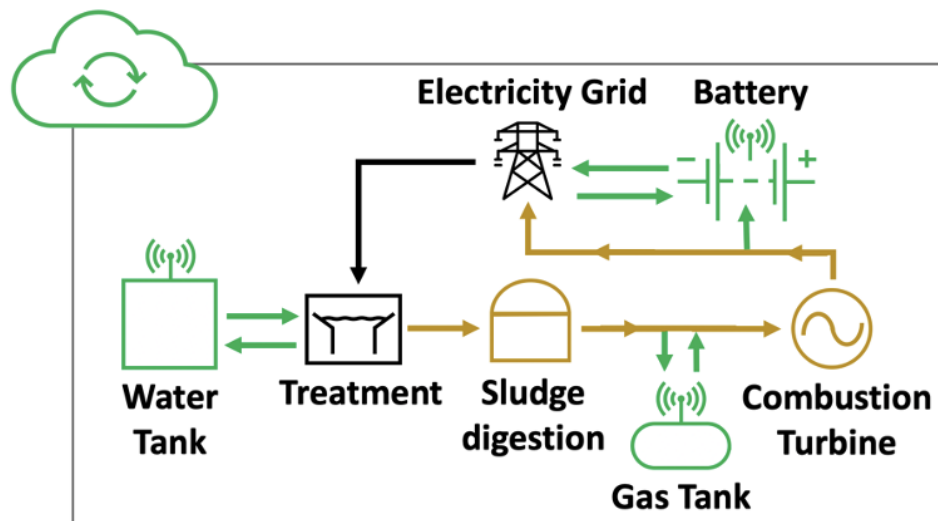 Electricity Grid
Battery
− +
Water
Tank
Treatment
Sludge
digestion
Gas Tank
Combustion
Turbine